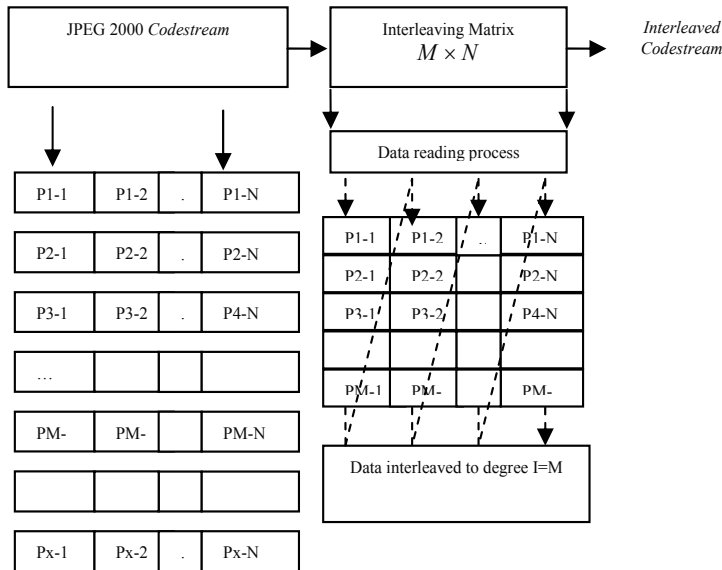 JPEG 2000 Codestream
Interleaving Matrix
M × N
Interleaved
Codestream
Data reading process
P1-1 P1-2 . P1-N
P2-1 P2-2 . P2-N
P3-1 P3-2 . P4-N
...
PM- PM- PM-N
Px-1 Px-2 . Px-N
P1-1 P1-2 .. P1-N
P2-1 P2-2 P2-N
P3-1 P3-2 P4-N
PM-1 PM- PM-
Data interleaved to degree I=M